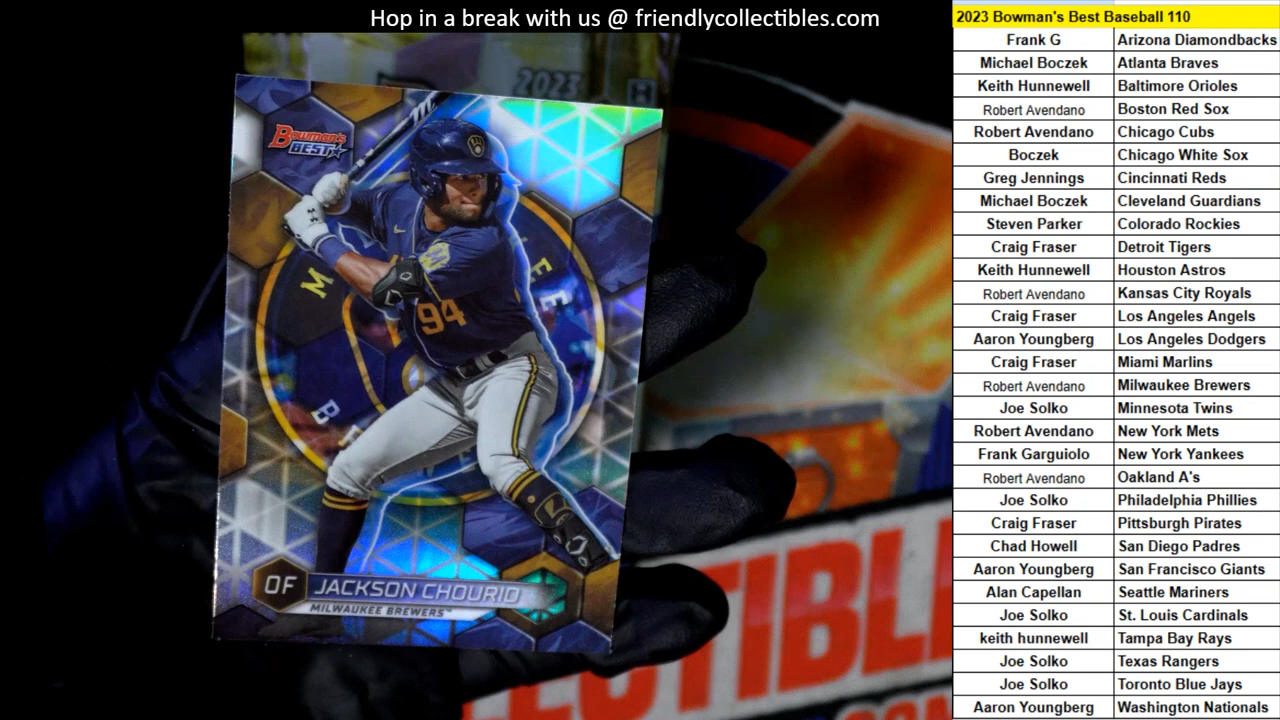 Hop in a break with us @ friendlycollectibles.com
2023
Bowman's
BEST
94
OF JACKSON CHOURIO
MILWAUKEE BREWERS™
ECTIBLE
2023 Bowman's Best Baseball 110
Frank G Arizona Diamondbacks
Michael Boczek Atlanta Braves
Keith Hunnewell Baltimore Orioles
Robert Avendano Boston Red Sox
Robert Avendano Chicago Cubs
Boczek Chicago White Sox
Greg Jennings Cincinnati Reds
Michael Boczek Cleveland Guardians
Steven Parker Colorado Rockies
Craig Fraser Detroit Tigers
Keith Hunnewell Houston Astros
Robert Avendano Kansas City Royals
Craig Fraser Los Angeles Angels
Aaron Youngberg Los Angeles Dodgers
Craig Fraser Miami Marlins
Robert Avendano Milwaukee Brewers
Joe Solko Minnesota Twins
Robert Avendano New York Mets
Frank Garguiolo New York Yankees
Robert Avendano Oakland A's
Joe Solko Philadelphia Phillies
Craig Fraser Pittsburgh Pirates
Chad Howell San Diego Padres
Aaron Youngberg San Francisco Giants
Alan Capellan Seattle Mariners
Joe Solko St. Louis Cardinals
keith hunnewell Tampa Bay Rays
Joe Solko Texas Rangers
Joe Solko Toronto Blue Jays
Aaron Youngberg Washington Nationals